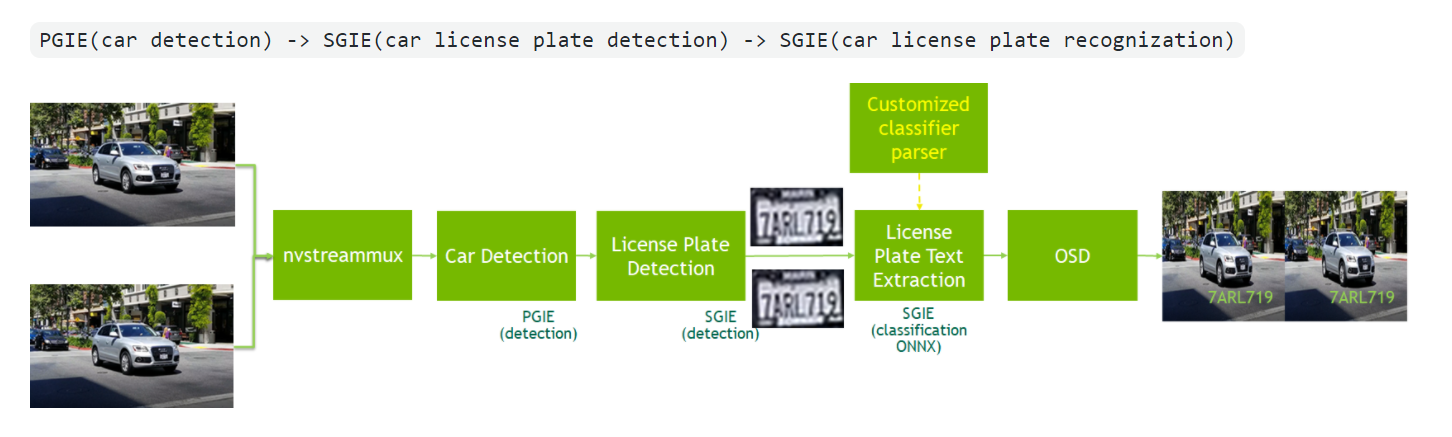 PGIE(car detection) -> SGIE(car license plate detection) -> SGIE(car license plate recognization)
Customized
classifier
parser
7ARL719
nvstreammux
Car Detection
License Plate
Detection
License
Plate Text
Extraction
OSD
7ARL719 7ARL719
7ARL719
PGIE
(detection)
SGIE
(detection)
SGIE
(classification
ONNX)